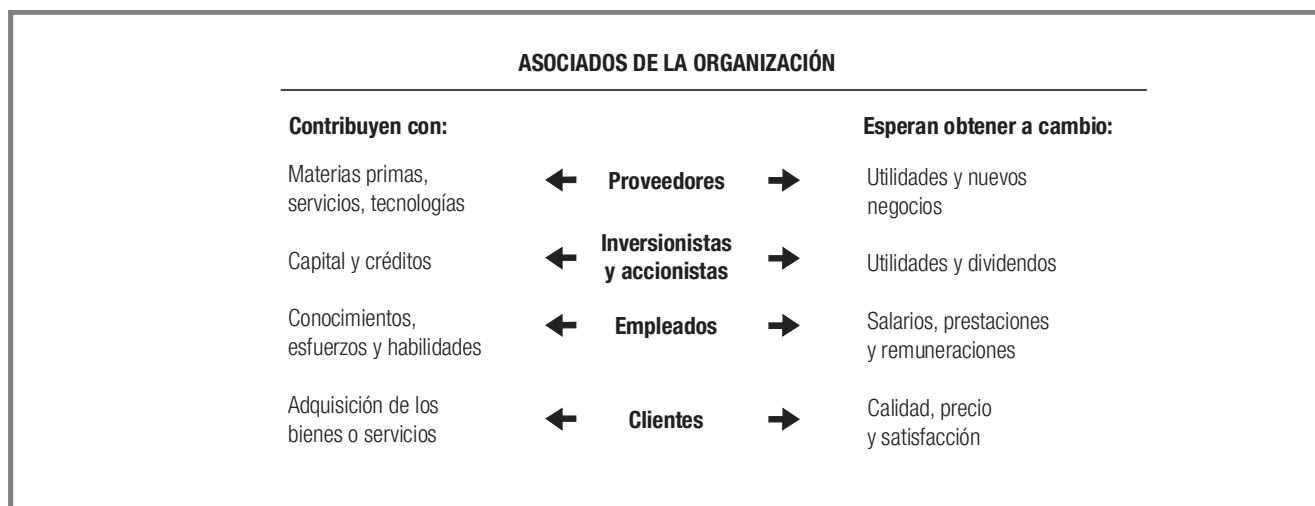 ASOCIADOS DE LA ORGANIZACIÓN
Contribuyen con:
Esperan obtener a cambio:
Materias primas,
servicios, tecnologías
Proveedores
Utilidades y nuevos
negocios
Capital y créditos
Inversionistas
y accionistas
Utilidades y dividendos
Conocimientos,
esfuerzos y habilidades
Empleados
Salarios, prestaciones
y remuneraciones
Adquisición de los
bienes o servicios
Clientes
Calidad, precio
y satisfacción